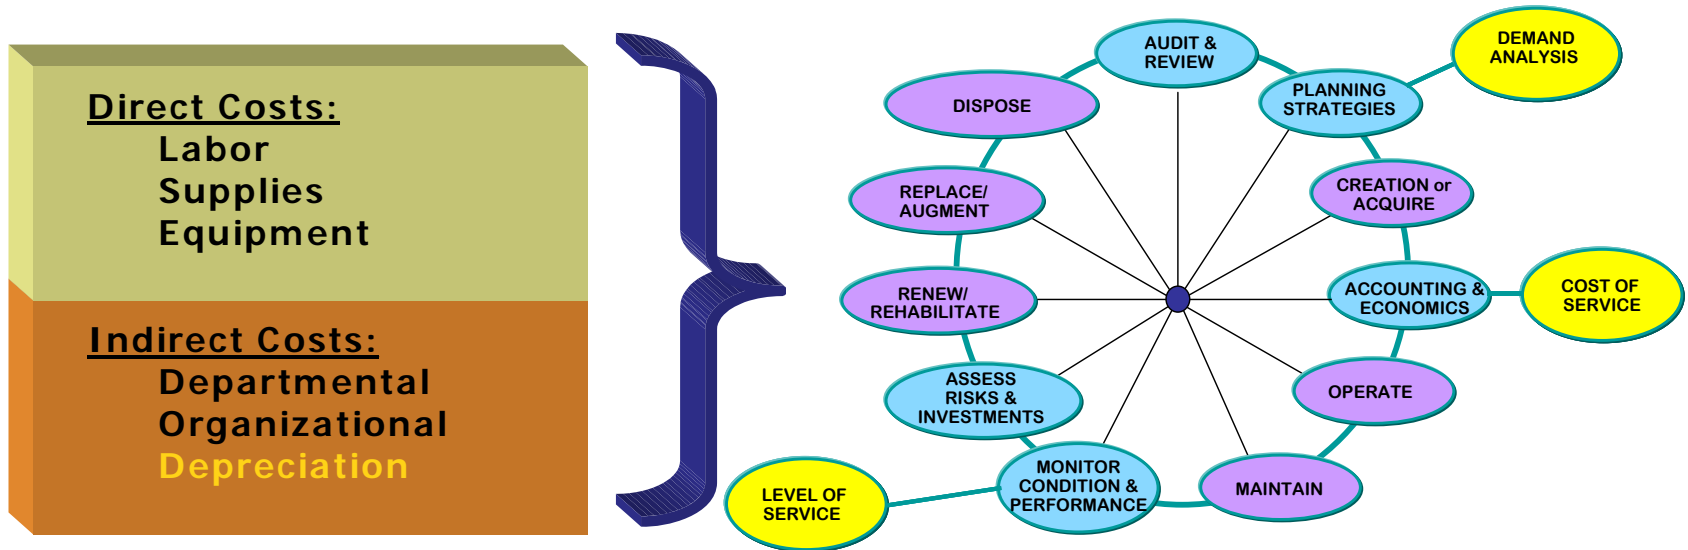 Direct Costs:
Labor
Supplies
Equipment
Indirect Costs:
Departmental
Organizational
Depreciation
AUDIT &
REVIEW
PLANNING
STRATEGIES
DEMAND
ANALYSIS
CREATION or
ACQUIRE
ACCOUNTING &
ECONOMICS
COST OF
SERVICE
OPERATE
MAINTAIN
MONITOR
CONDITION &
PERFORMANCE
LEVEL OF
SERVICE
ASSESS
RISKS &
INVESTMENTS
RENEW/
REHABILITATE
REPLACE/
AUGMENT
DISPOSE